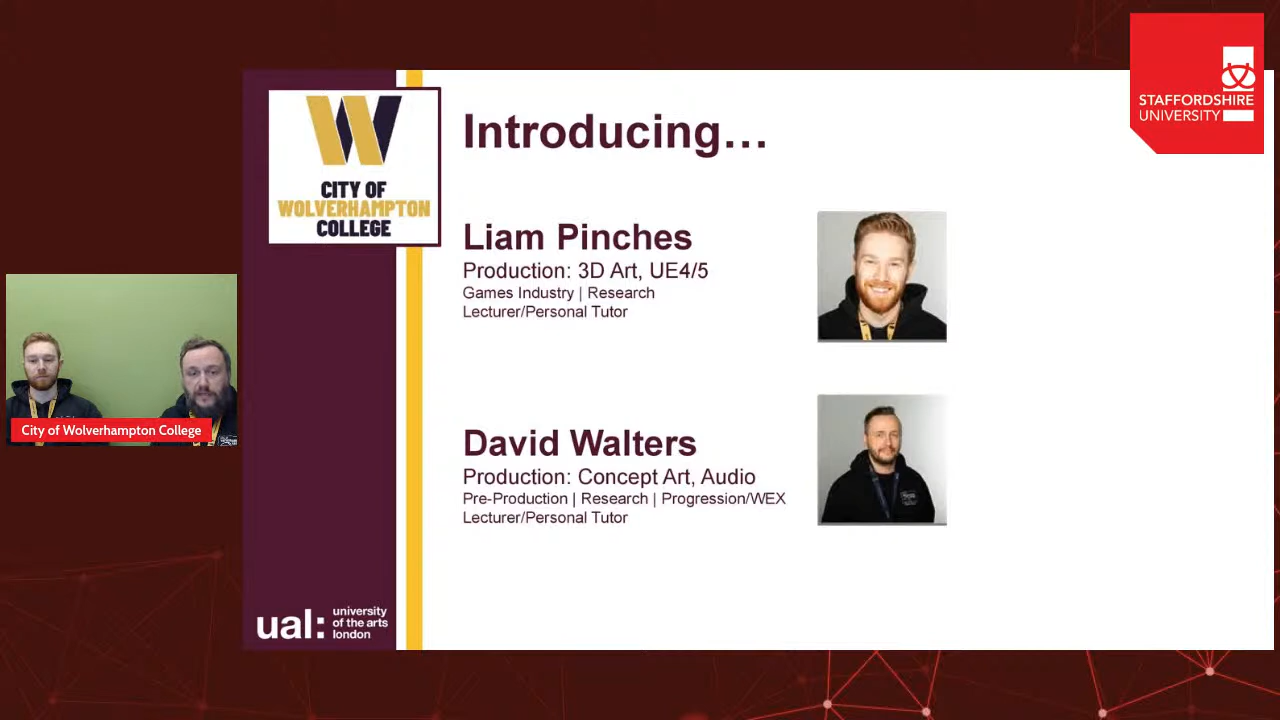 STAFFORDSHIRE
UNIVERSITY
CITY OF
WOLVERHAMPTON
COLLEGE
Introducing…
Liam Pinches
Production: 3D Art, UE4/5
Games Industry | Research
Lecturer/Personal Tutor
City of Wolverhampton College
David Walters
Production: Concept Art, Audio
Pre-Production | Research | Progression/WEX
Lecturer/Personal Tutor
ual: university
of the arts
london